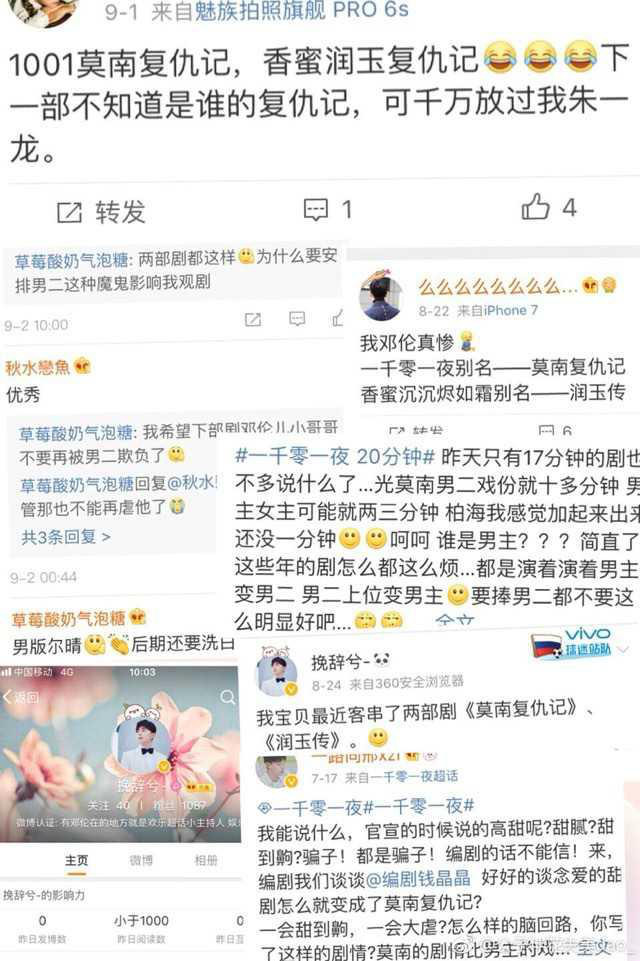 9-1 来自魅族拍照旗舰 PRO 6s
1001莫南复仇记，香蜜润玉复仇记😂😂😂下
一部不知道是谁的复仇记，可千万放过我朱一
龙。
转发
1
4
草莓酸奶气泡糖: 两部剧都这样 为什么要安
排男二这种魔鬼影响我观剧
9-2 10:00
秋水戀魚
优秀
草莓酸奶气泡糖: 我希望下部剧邓伦儿小哥哥
不要再被男二欺负了
草莓酸奶气泡糖回复@秋水
管那也不能再虐他了
共3条回复 >
9-2 00:44
草莓酸奶气泡糖
男版尔晴 后期还要洗白
么么么么么么么么么...
8-22 来自iPhone 7
我邓伦真惨
一千零一夜别名——莫南复仇记
香蜜沉沉烬如霜别名——润玉传
转发
6
#一千零一夜 20分钟# 昨天只有17分钟的剧也
不多说什么了...光莫南男二戏份就十多分钟 男
主女主可能就两三分钟 柏海我感觉加起来出来
还没一分钟 呵呵 谁是男主？？？简直了
这些年的剧怎么都这么烦...都是演着演着男主
变男二 男二上位变男主 要捧男二都不要这
么明显好吧... 全文
挽辞兮-🐼
8-24 来自360安全浏览器
vivo
球迷站队
我宝贝最近客串了两部剧《莫南复仇记》、
《润玉传》。
7-17 来自一千零一夜超话
一千零一夜#一千零一夜#
我能说什么，官宣的时候说的高甜呢?甜腻?甜
到齁?骗子！都是骗子！编剧的话不能信！来，
编剧我们谈谈@编剧钱晶晶 好好的谈恋爱的甜
剧怎么就变成了莫南复仇记?
一会甜到齁，一会大虐?怎么样的脑回路，你写
了这样的剧情?莫南的剧情比男主的戏... 全文
中国移动 4G
10:03
返回
挽辞兮-
关注 40 | 粉丝 1087
微博认证: 有邓伦在的地方就是欢乐超话小主持人 娱
主页
微博
相册
挽辞兮-的影响力
0
小于1000
0
昨日发博数
昨日阅读数
昨日互